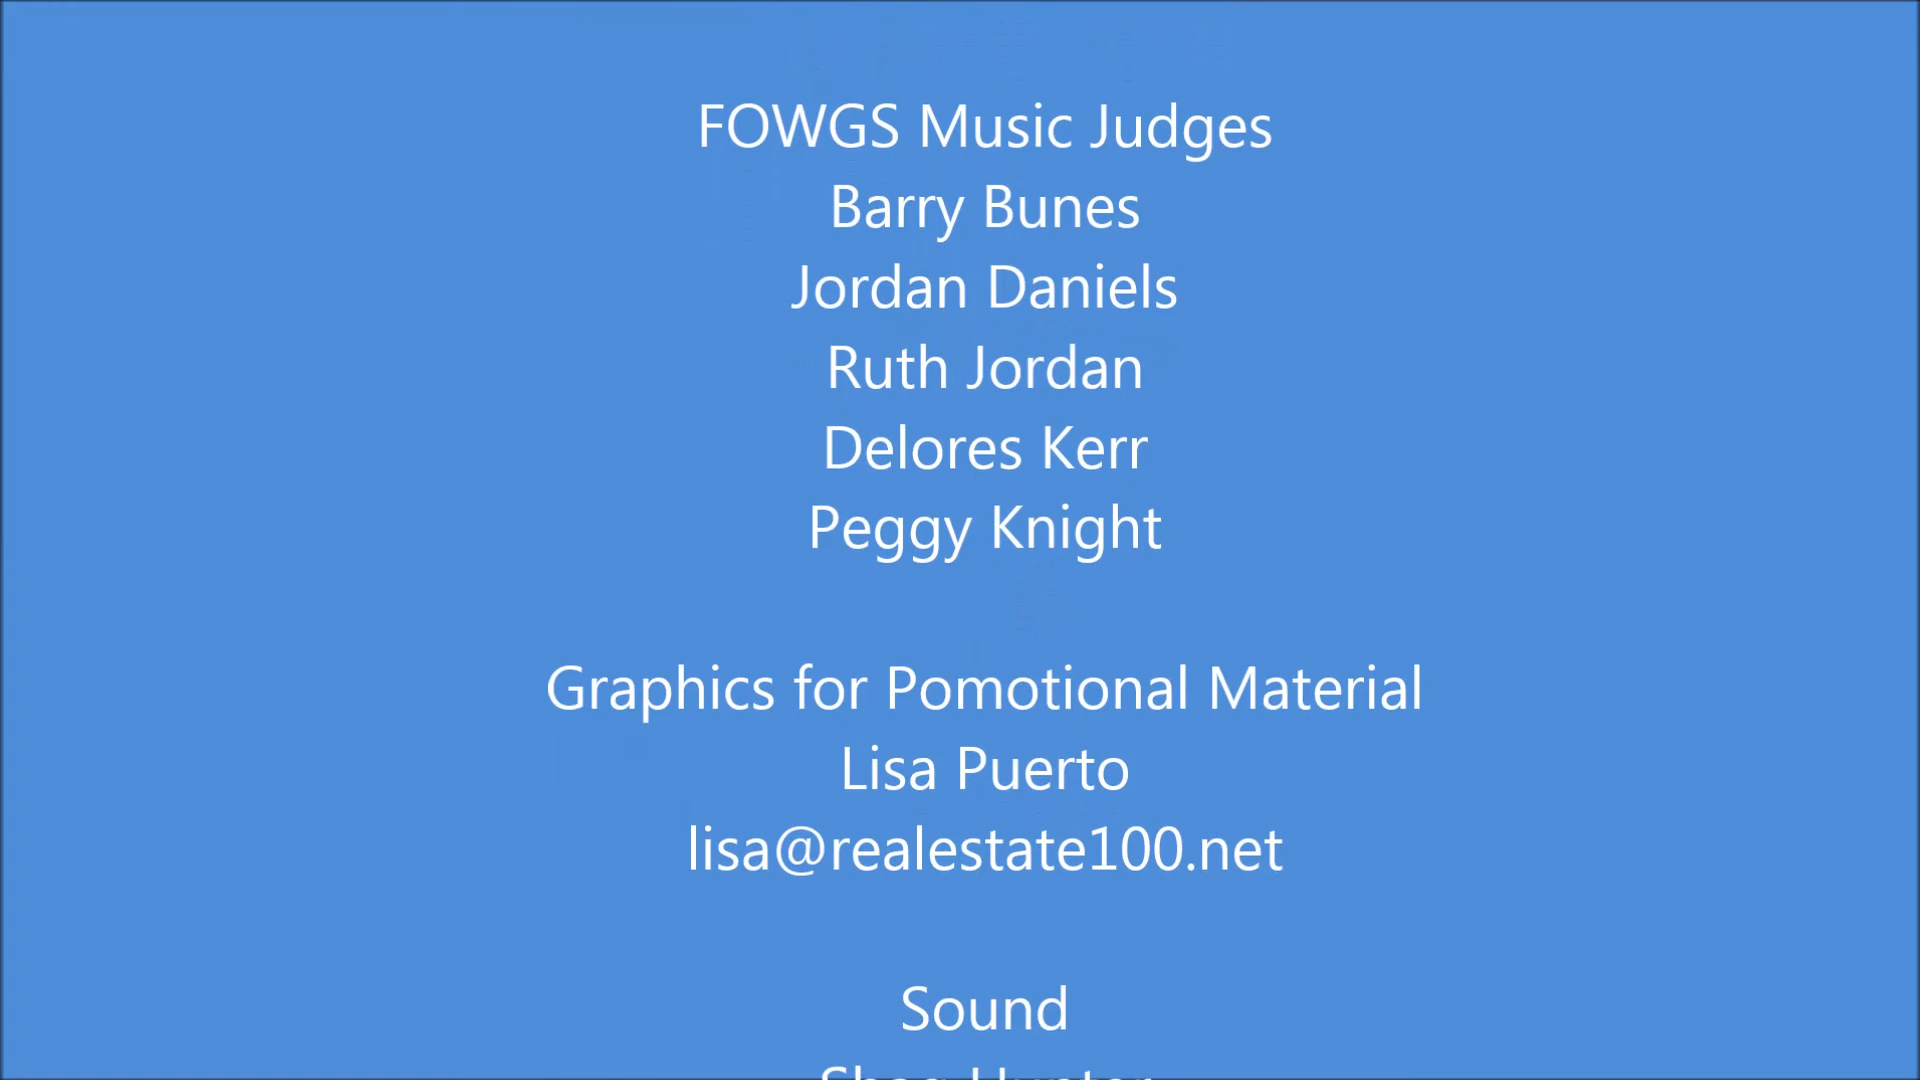 FOWGS Music Judges
Barry Bunes
Jordan Daniels
Ruth Jordan
Delores Kerr
Peggy Knight
Graphics for Pomotional Material
Lisa Puerto
lisa@realestate100.net
Sound